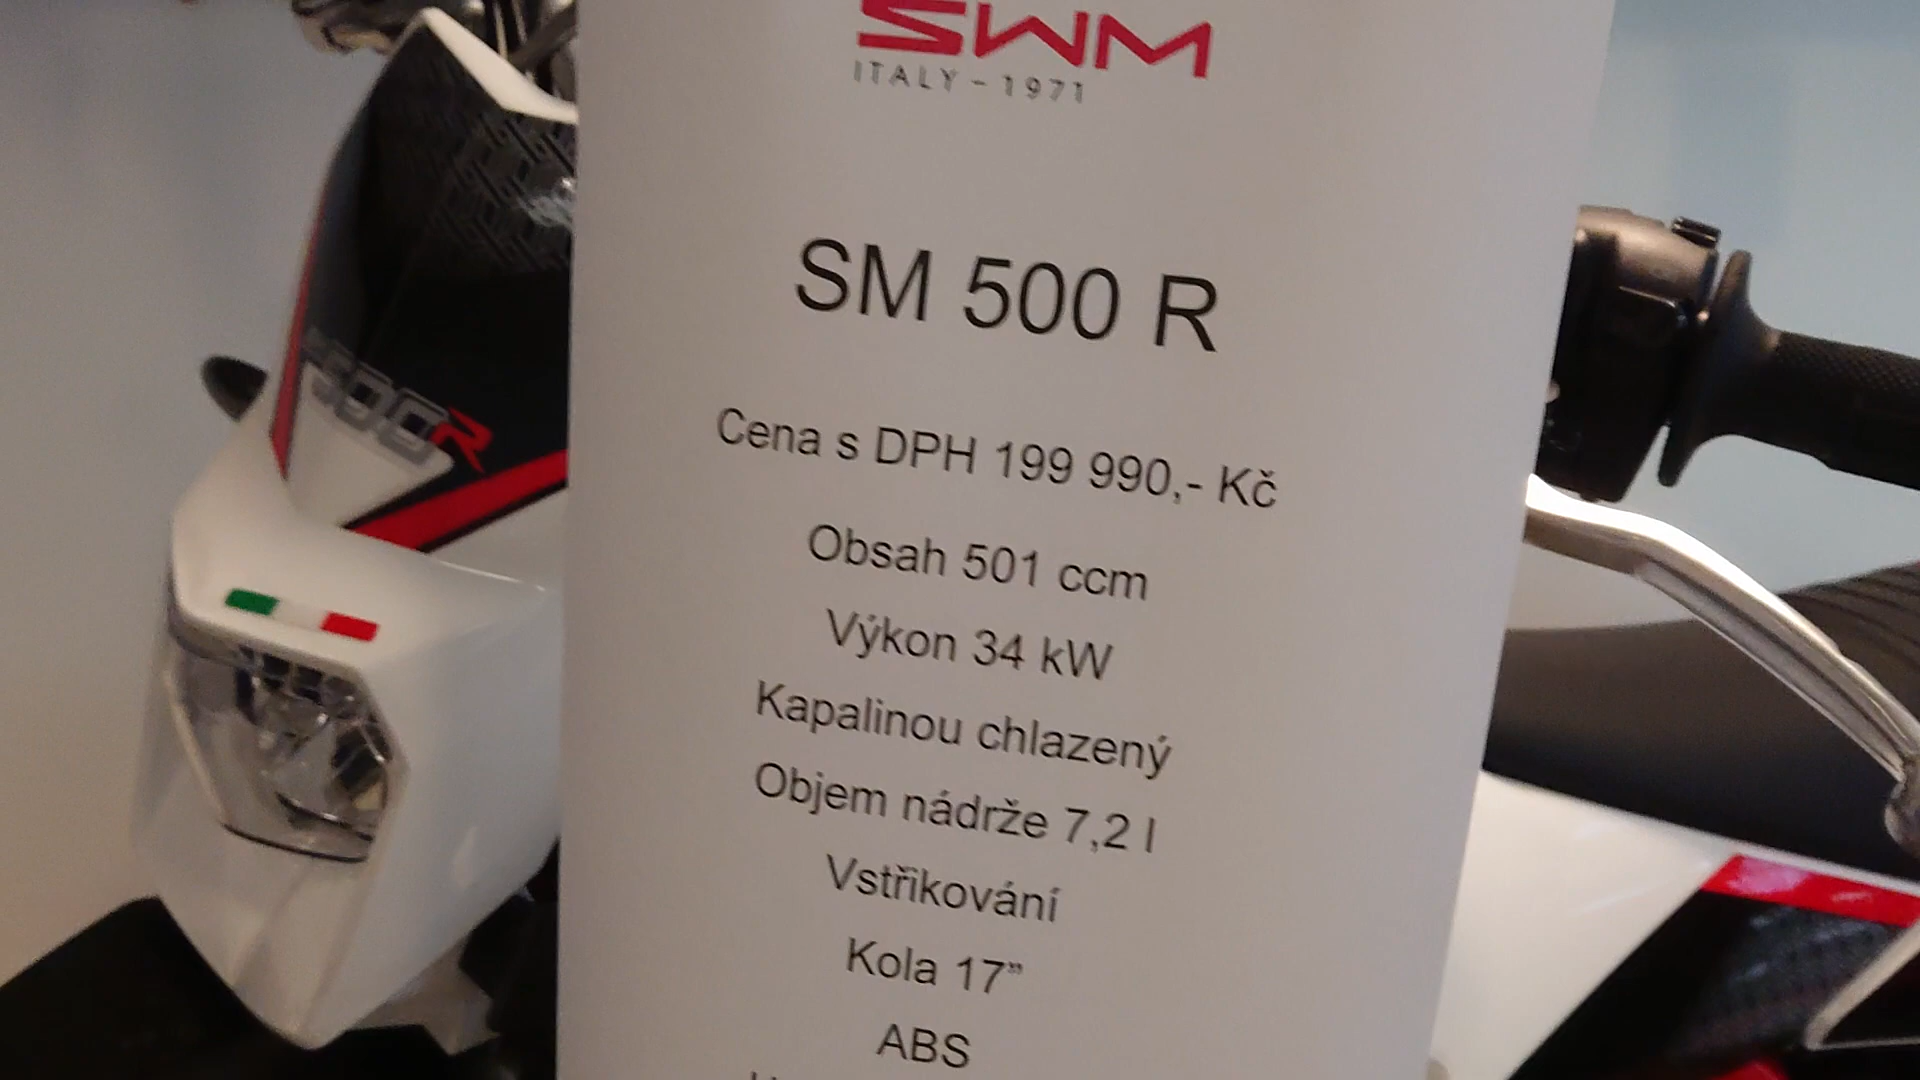 SWM
ITALY - 1971
SM 500 R
Cena s DPH 199 990,- Kč
Obsah 501 ccm
Výkon 34 kW
Kapalinou chlazený
Objem nádrže 7,2 l
Vstřikování
Kola 17”
ABS
500R